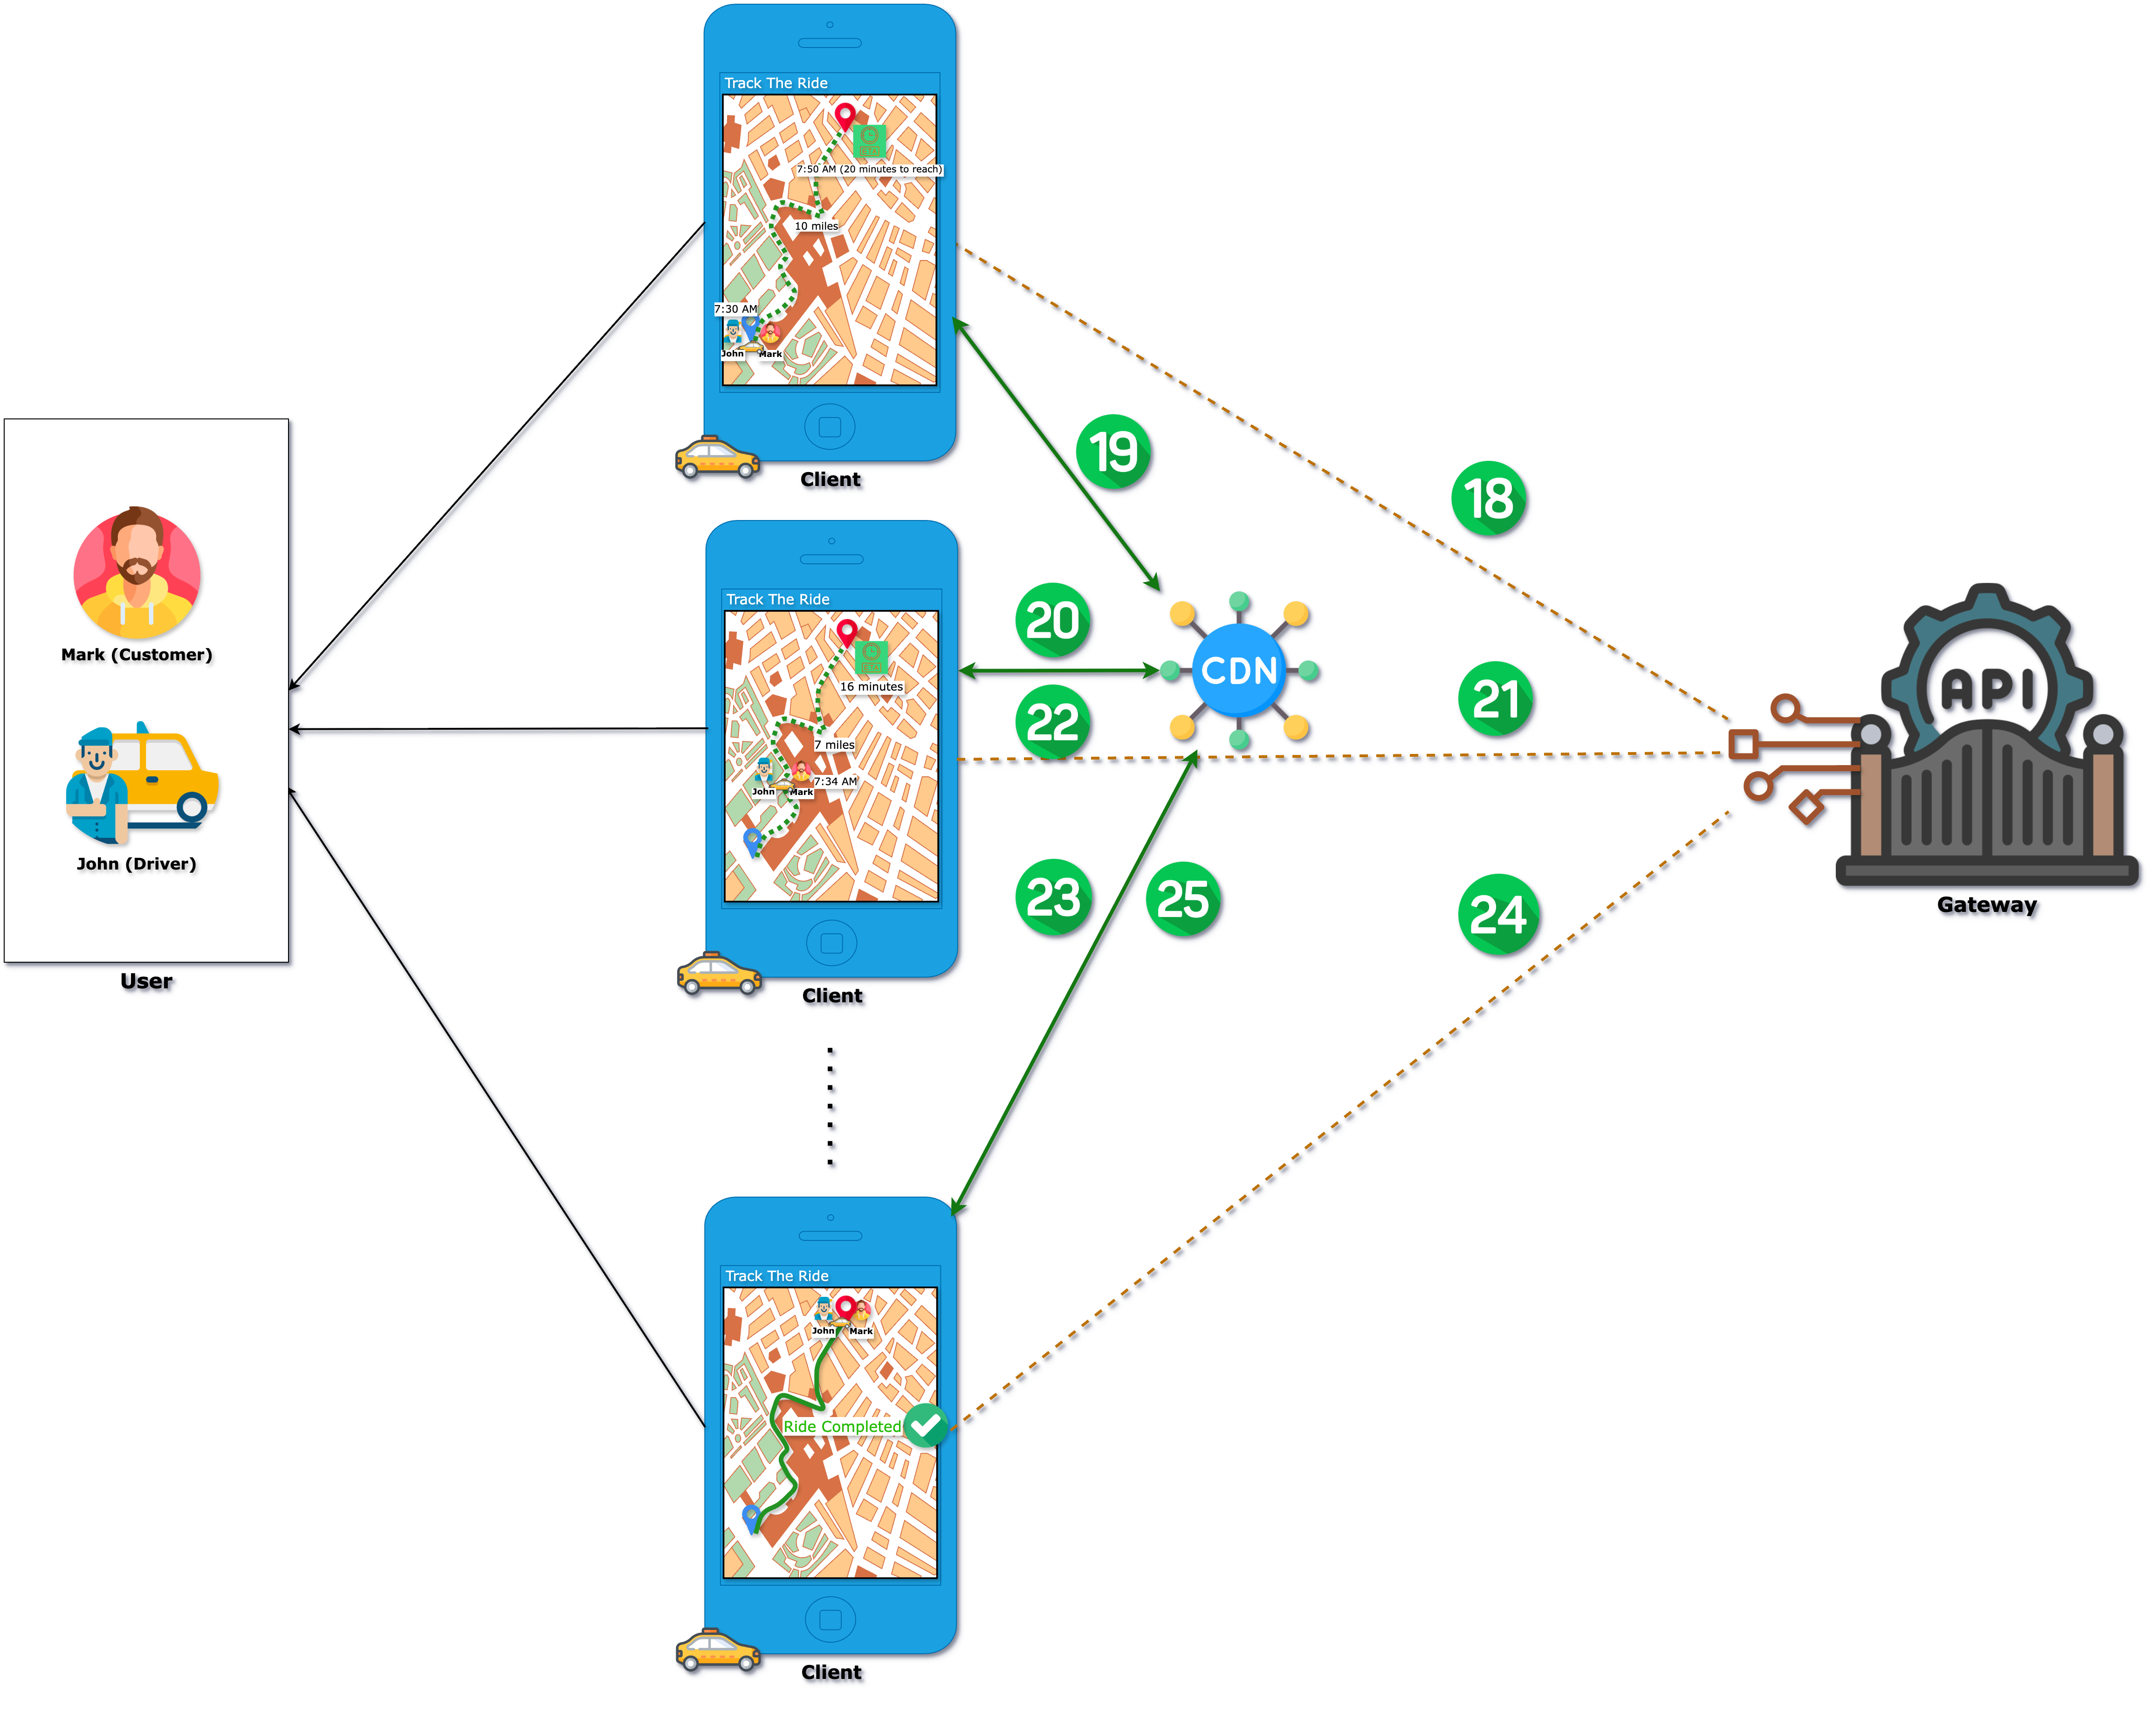 Track The Ride
ETA
7:50 AM (20 minutes to reach)
10 miles
7:30 AM
John
Mark
Client
19
18
Mark (Customer)
John (Driver)
User
Track The Ride
ETA
16 minutes
7 miles
7:34 AM
John
Mark
Client
20
22
CDN
21
23
25
24
API
Gateway
Track The Ride
John
Mark
Ride Completed
Client